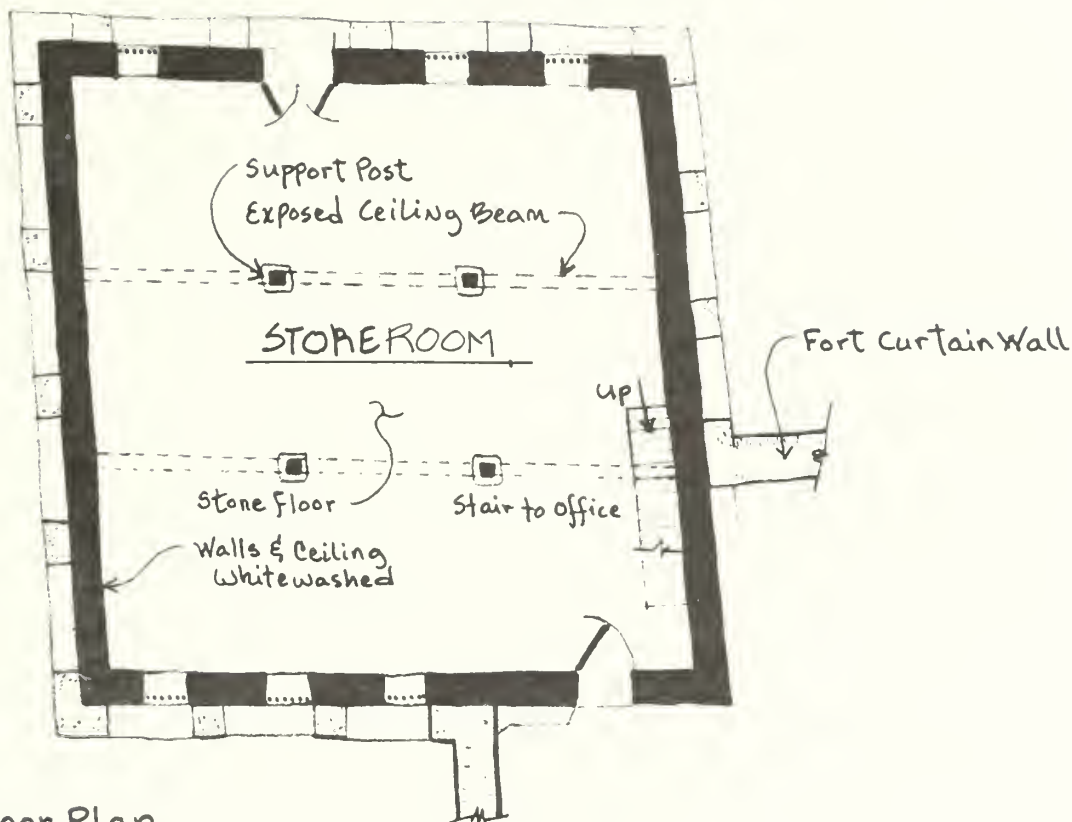 Support Post
Exposed Ceiling Beam
STOREROOM
Fort Curtain Wall
up
Stone Floor
Stair to Office
Walls & Ceiling
Whitewashed
Plan